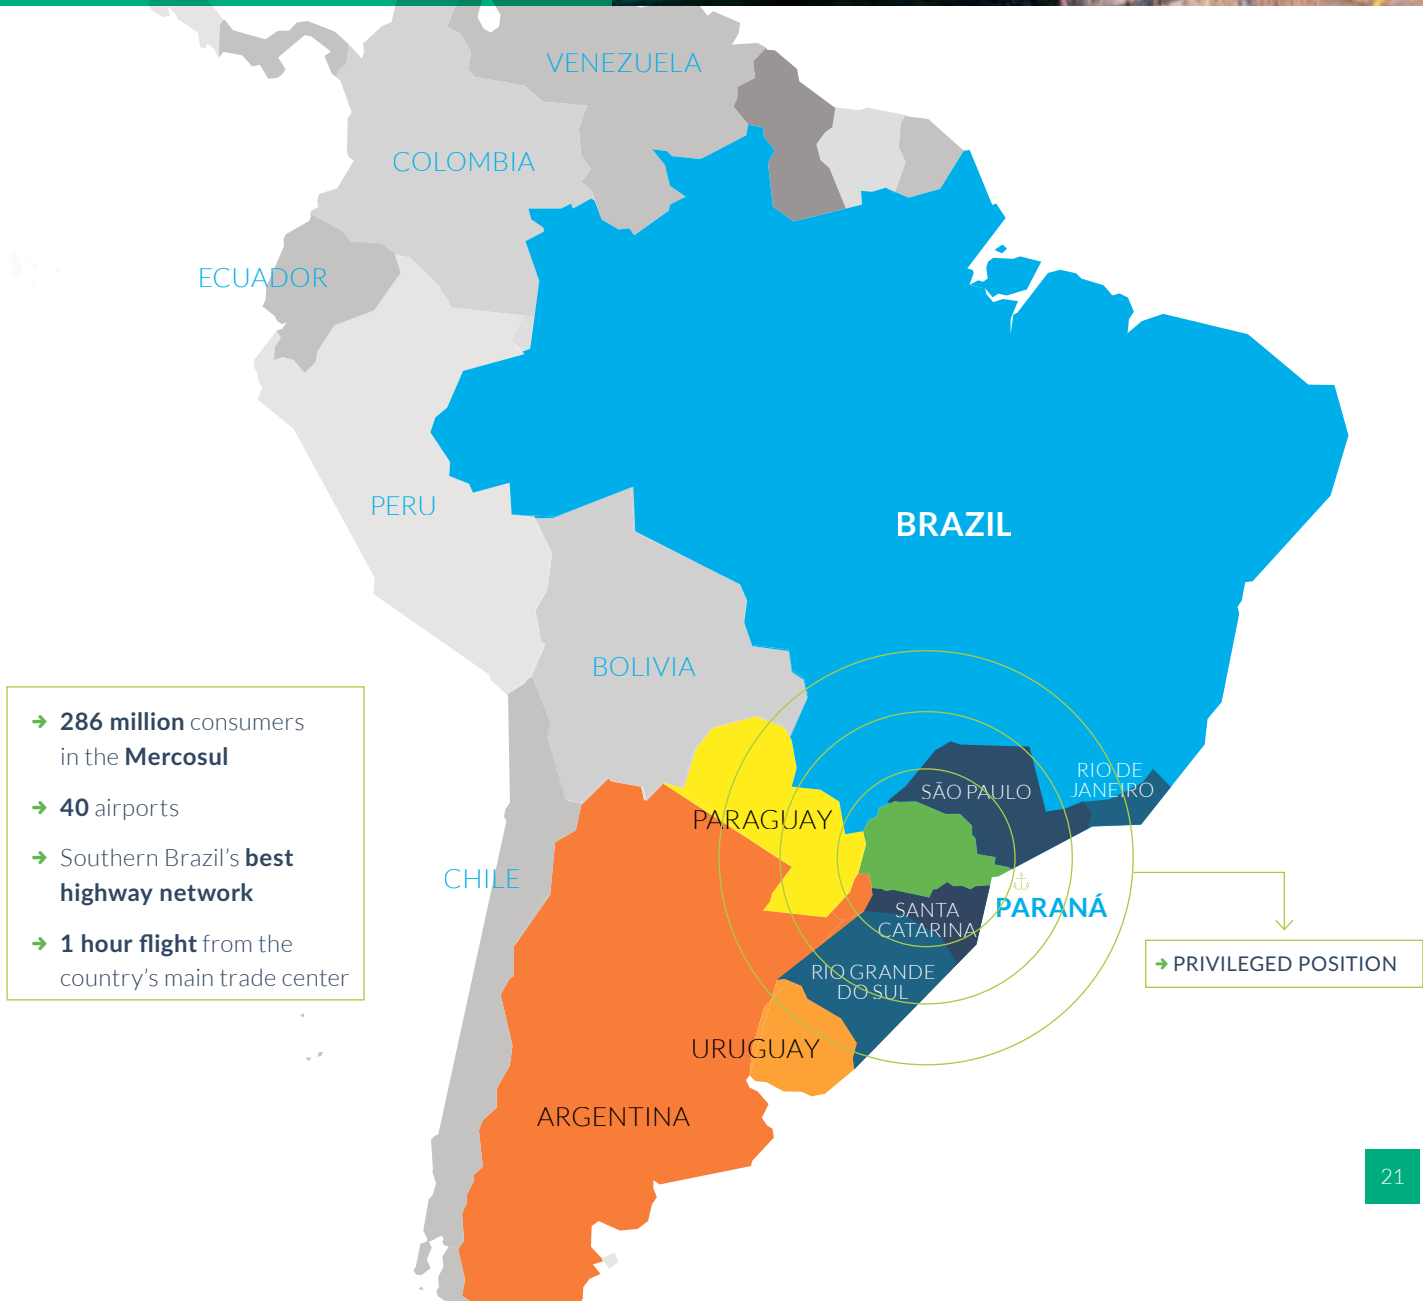 VENEZUELA
COLOMBIA
ECUADOR
PERU
BRAZIL
BOLIVIA
→ 286 million consumers
in the Mercosul
→ 40 airports
→ Southern Brazil's best
highway network
→ 1 hour flight from the
country's main trade center
RIO DE
JANEIRO
SÃO PAULO
PARAGUAY
CHILE
SANTA
CATARINA
PARANÁ
→ PRIVILEGED POSITION
RIO GRANDE
DO SUL
URUGUAY
ARGENTINA
21